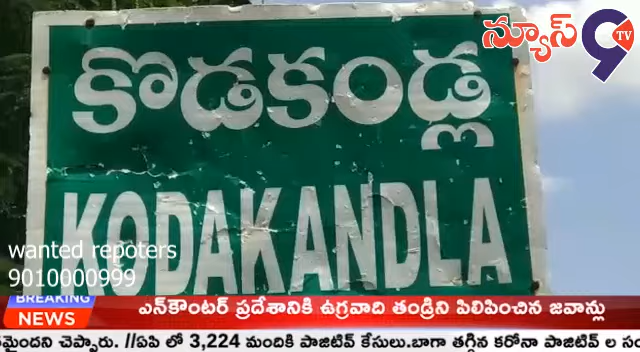 న్యూస్ 9 TV
కొడకండ్ల
KODAKANDLA
wanted repoters
9010000999
BREAKING
NEWS
ఎన్‌కౌంటర్ ప్రదేశానికి ఉగ్రవాది తండ్రిని పిలిపించిన జవాన్లు
మైందని చెప్పారు. //ఏపి లో 3,224 మందికి పాజిటివ్ కేసులు.బాగా తగ్గిన కరోనా పాజిటివ్ ల